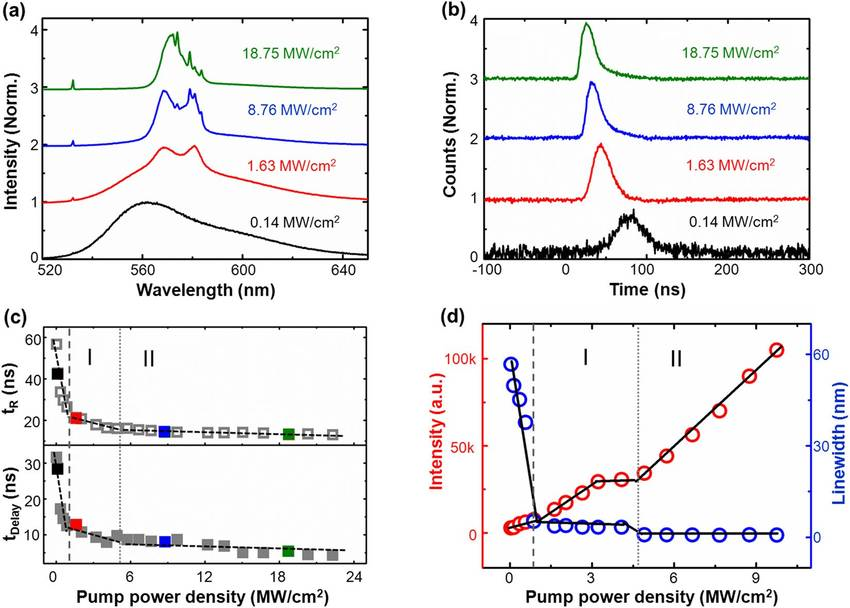 (a)
Intensity (Norm.)
4
3
2
1
0
18.75 MW/cm²
8.76 MW/cm²
1.63 MW/cm²
0.14 MW/cm²
520 560 600 640
Wavelength (nm)
(b)
Counts (Norm.)
4
3
2
1
0
18.75 MW/cm²
8.76 MW/cm²
1.63 MW/cm²
0.14 MW/cm²
-100 0 100 200 300
Time (ns)
(c)
I II
tR (ns)
60
40
20
tDelay (ns)
30
20
10
0 6 12 18 24
Pump power density (MW/cm²)
(d)
I II
Intensity (a.u.)
100k
50k
0
Linewidth (nm)
60
30
0
0 3 6 9
Pump power density (MW/cm²)